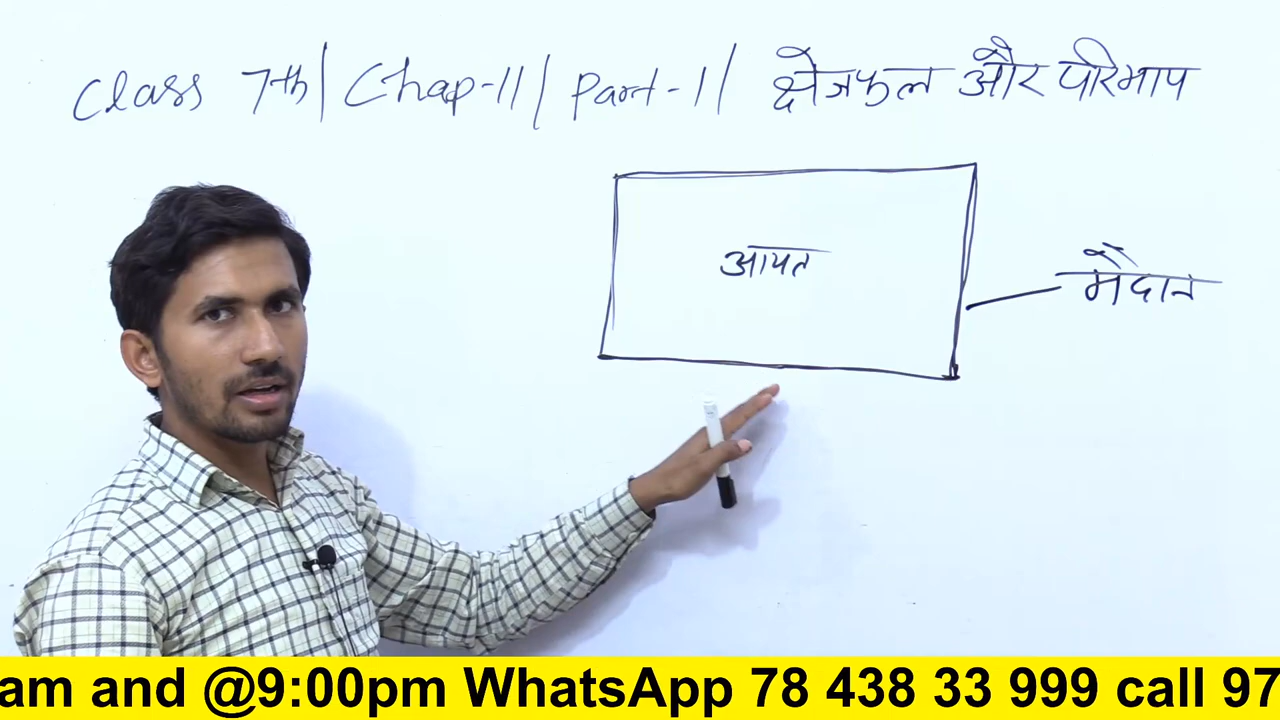 Class 7th | Chap-11 | Part-1 | क्षेत्रफल और परिमाप
आयत
मैदान
am and @9:00pm WhatsApp 78 438 33 999 call 97